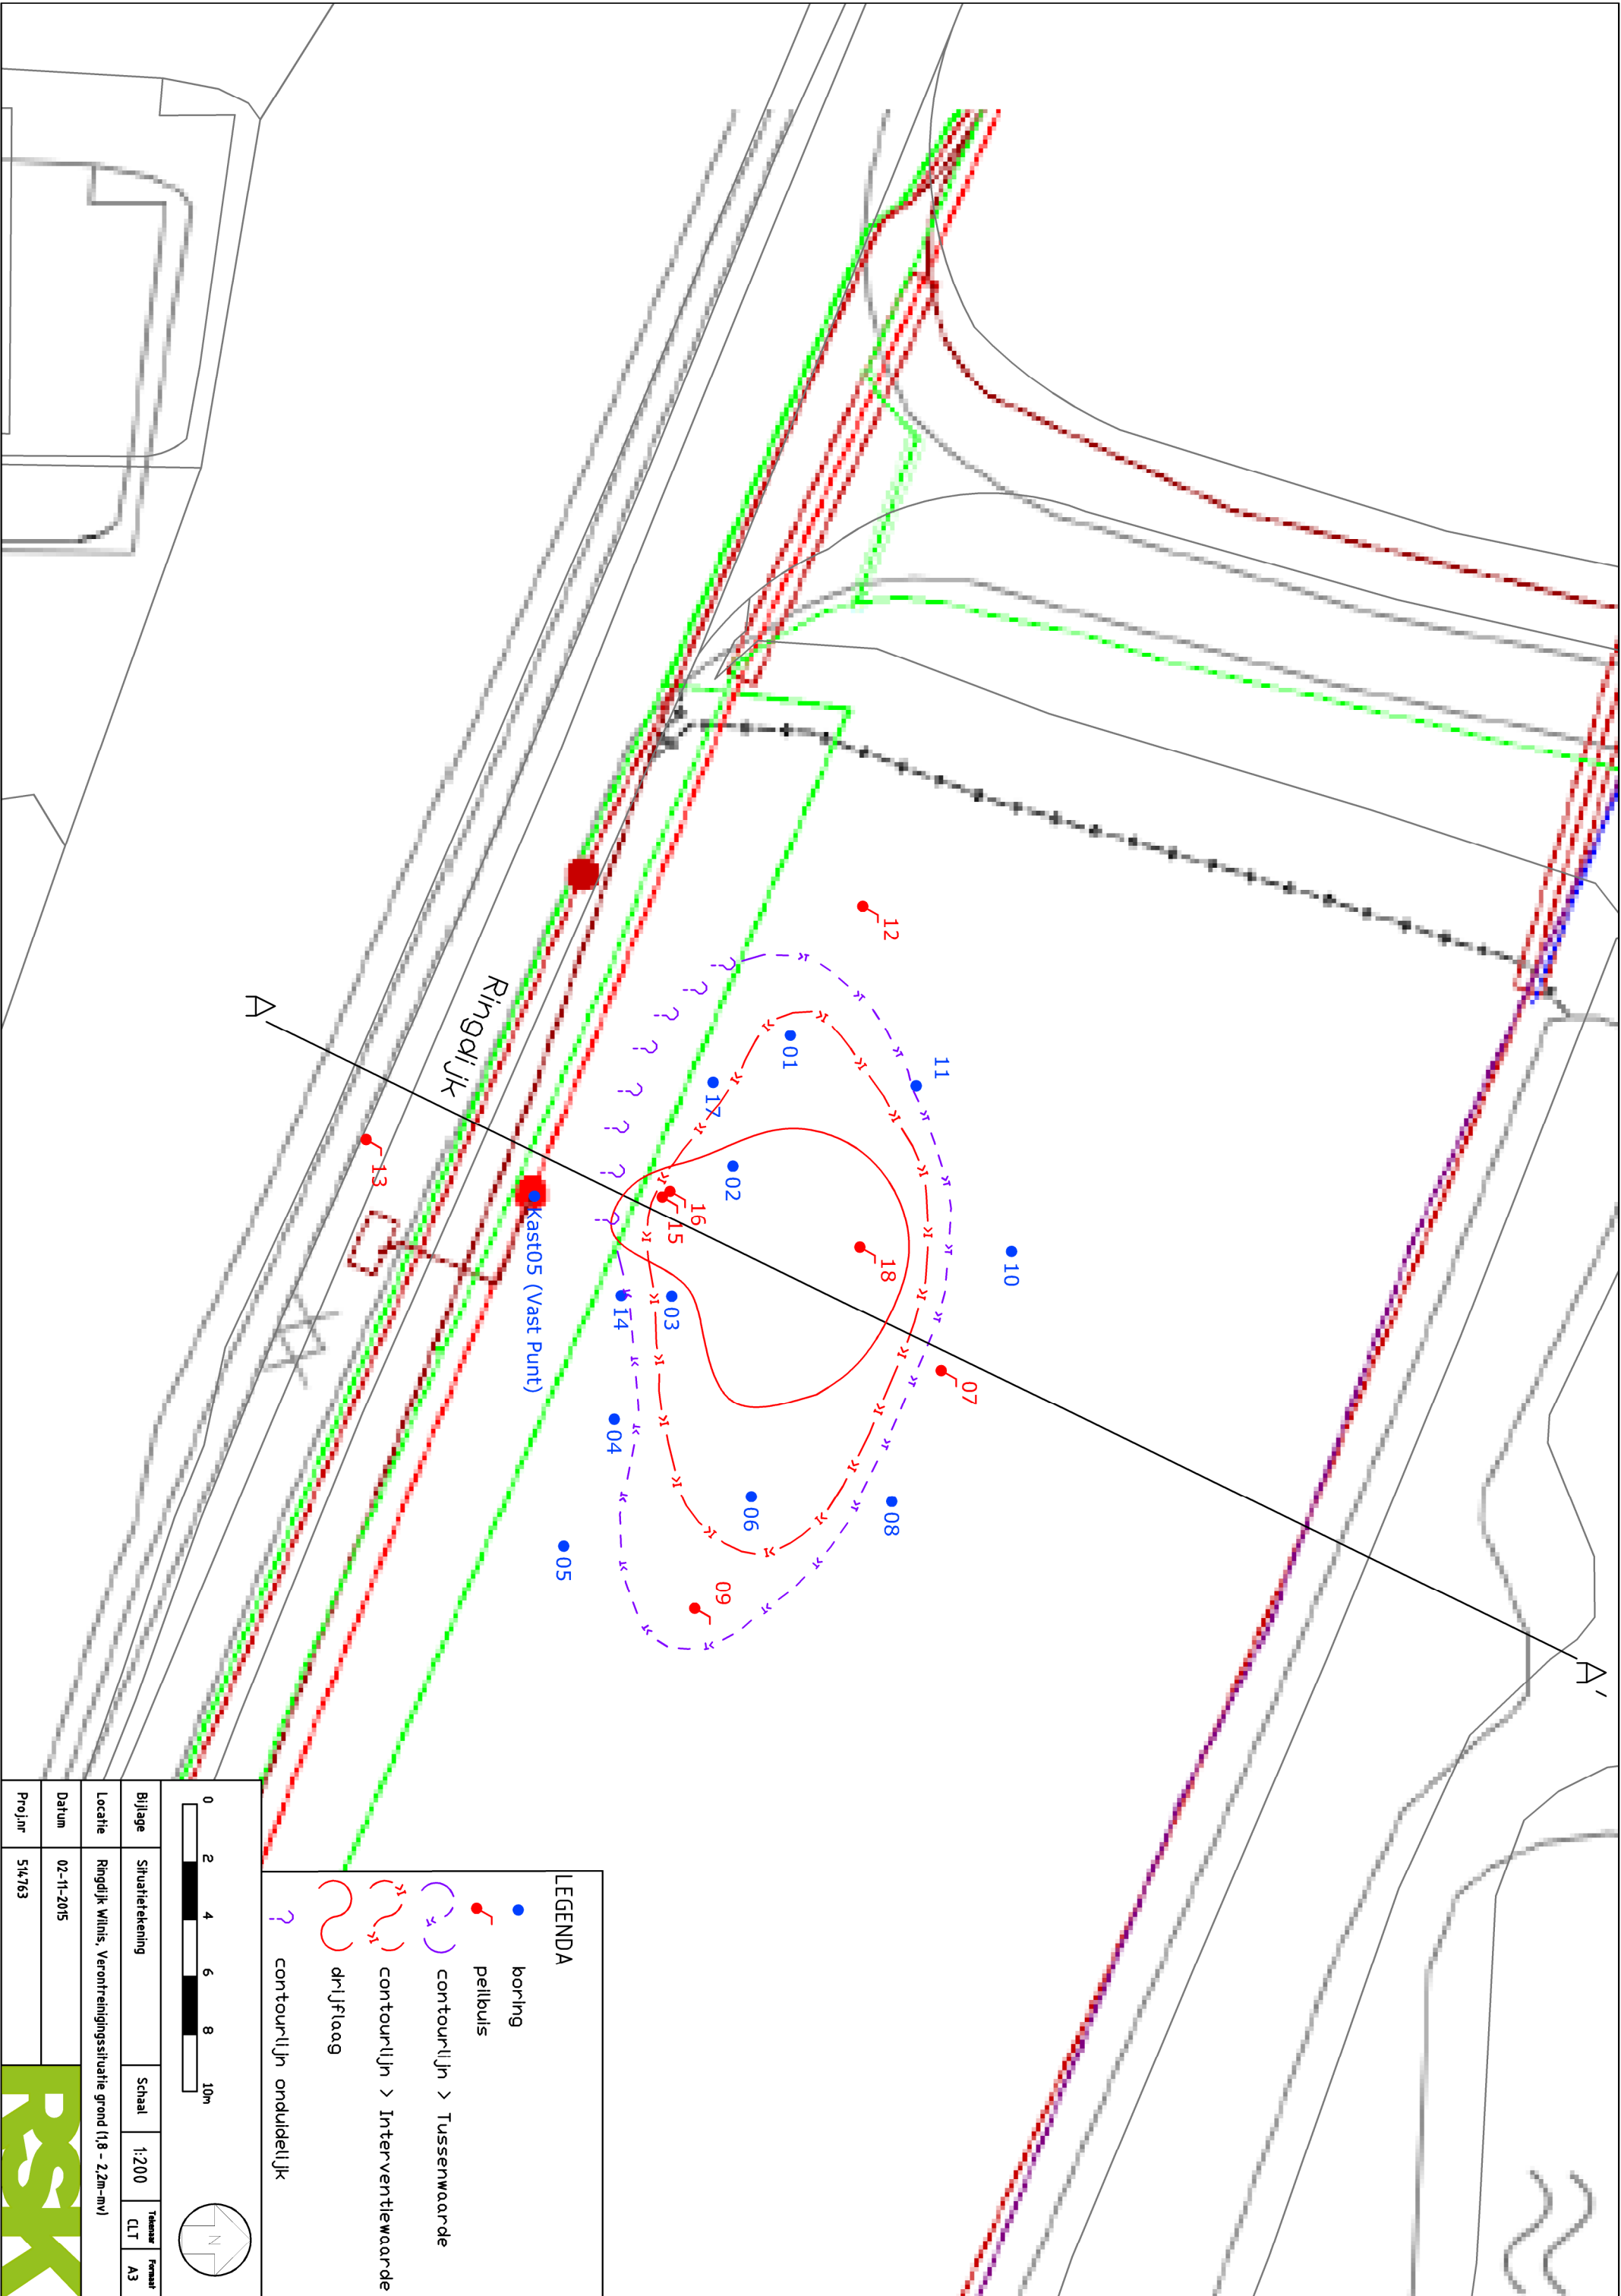 12
11
01
17
02
10
16
15
18
13
Kast05 (Vast Punt)
14
03
07
04
06
08
05
09
Ringdijk
A
A'
LEGENDA
boring
peilbuis
contourlijn > Tussenwaarde
contourlijn > Interventiewaarde
drijflaag
? contourlijn onduidelijk
0 2 4 6 8 10m
N
Bijlage Situatietekening Schaal 1:200 Tekenaar CLT Formaat A3
Locatie Ringdijk Wilnis, Verontreinigingssituatie grond (1,8 - 2,2m-mv)
Datum 02-11-2015
Proj.nr 514763
RSK